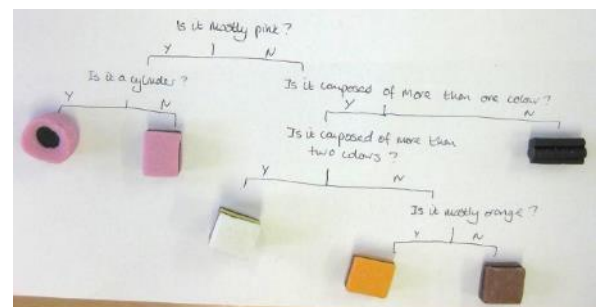 Is it mostly pink?
Y N
Is it a cylinder?
Y N
Is it composed of more than one colour?
Y N
Is it composed of more than
two colours?
Y N
Is it mostly orange?
Y N